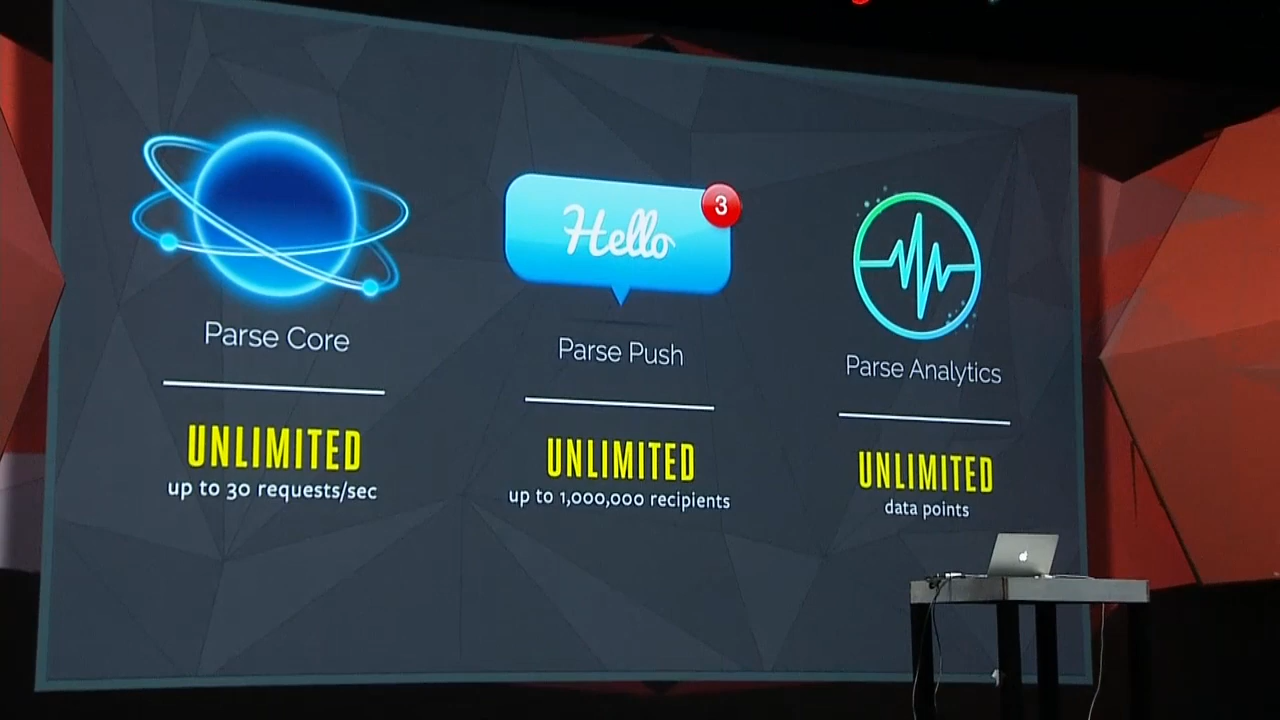 Hello
3
Parse Core
UNLIMITED
up to 30 requests/sec
Parse Push
UNLIMITED
up to 1,000,000 recipients
Parse Analytics
UNLIMITED
data points